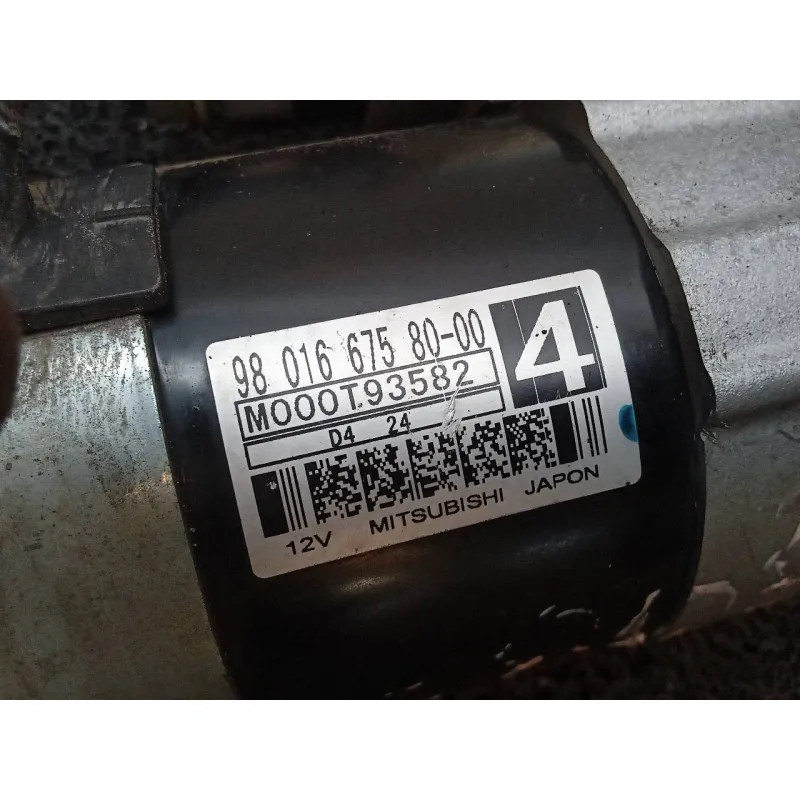 98 016 675 80-00
4
M000T93582
D4 24
12V MITSUBISHI JAPON